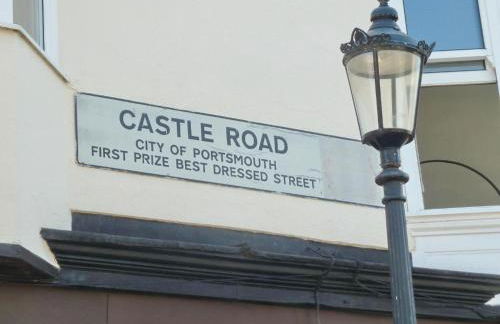 CASTLE ROAD
CITY OF PORTSMOUTH
FIRST PRIZE BEST DRESSED STREET